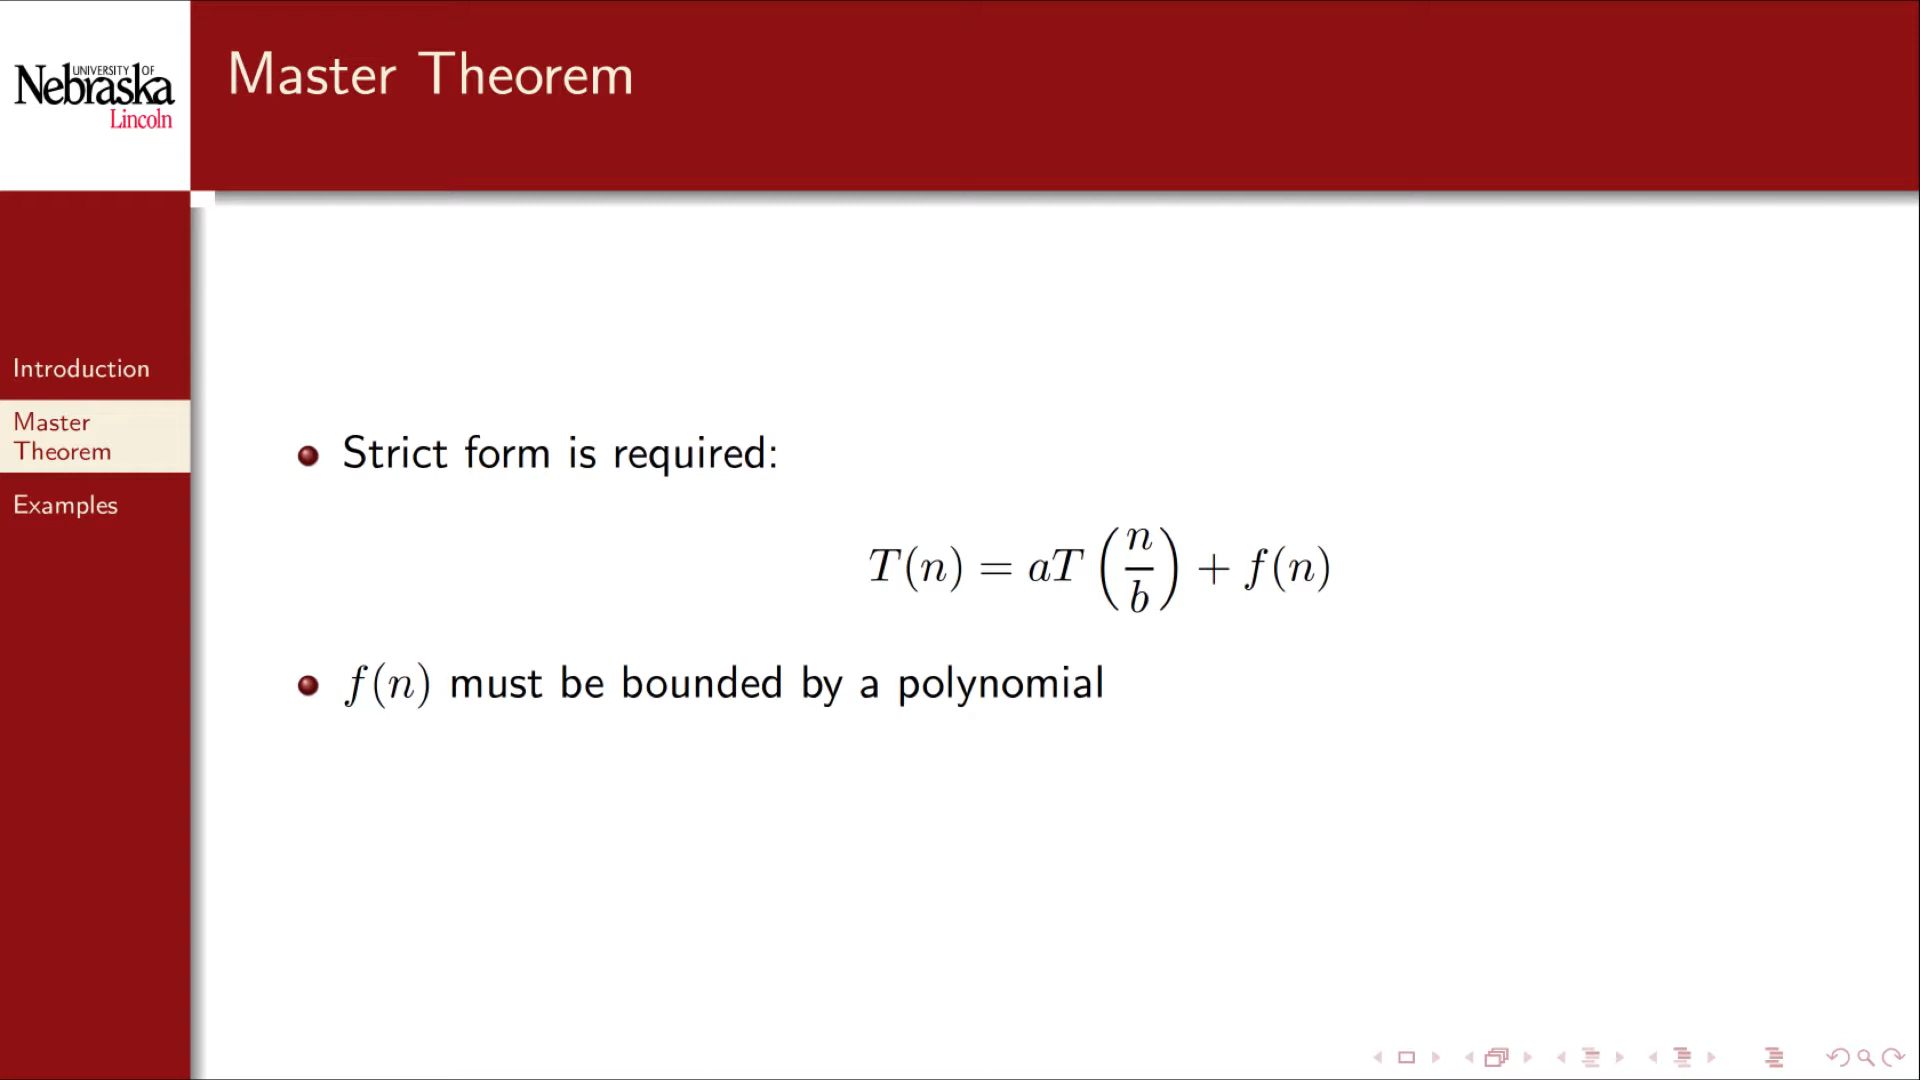 UNIVERSITY OF
Nebraska
Lincoln
Master Theorem
Introduction
Master
Theorem
Examples
Strict form is required:
T(n) = aT(n/b) + f(n)
f(n) must be bounded by a polynomial